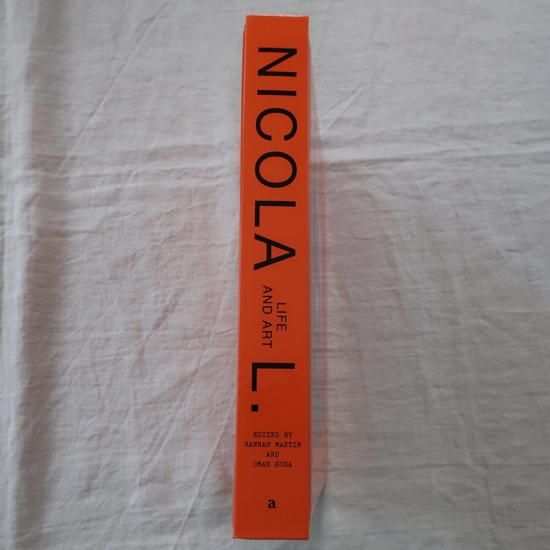 NICOLA
LIFE
AND ART
L.
EDITED BY
HANNAH MARTIN
AND
OMAR SOSA
a